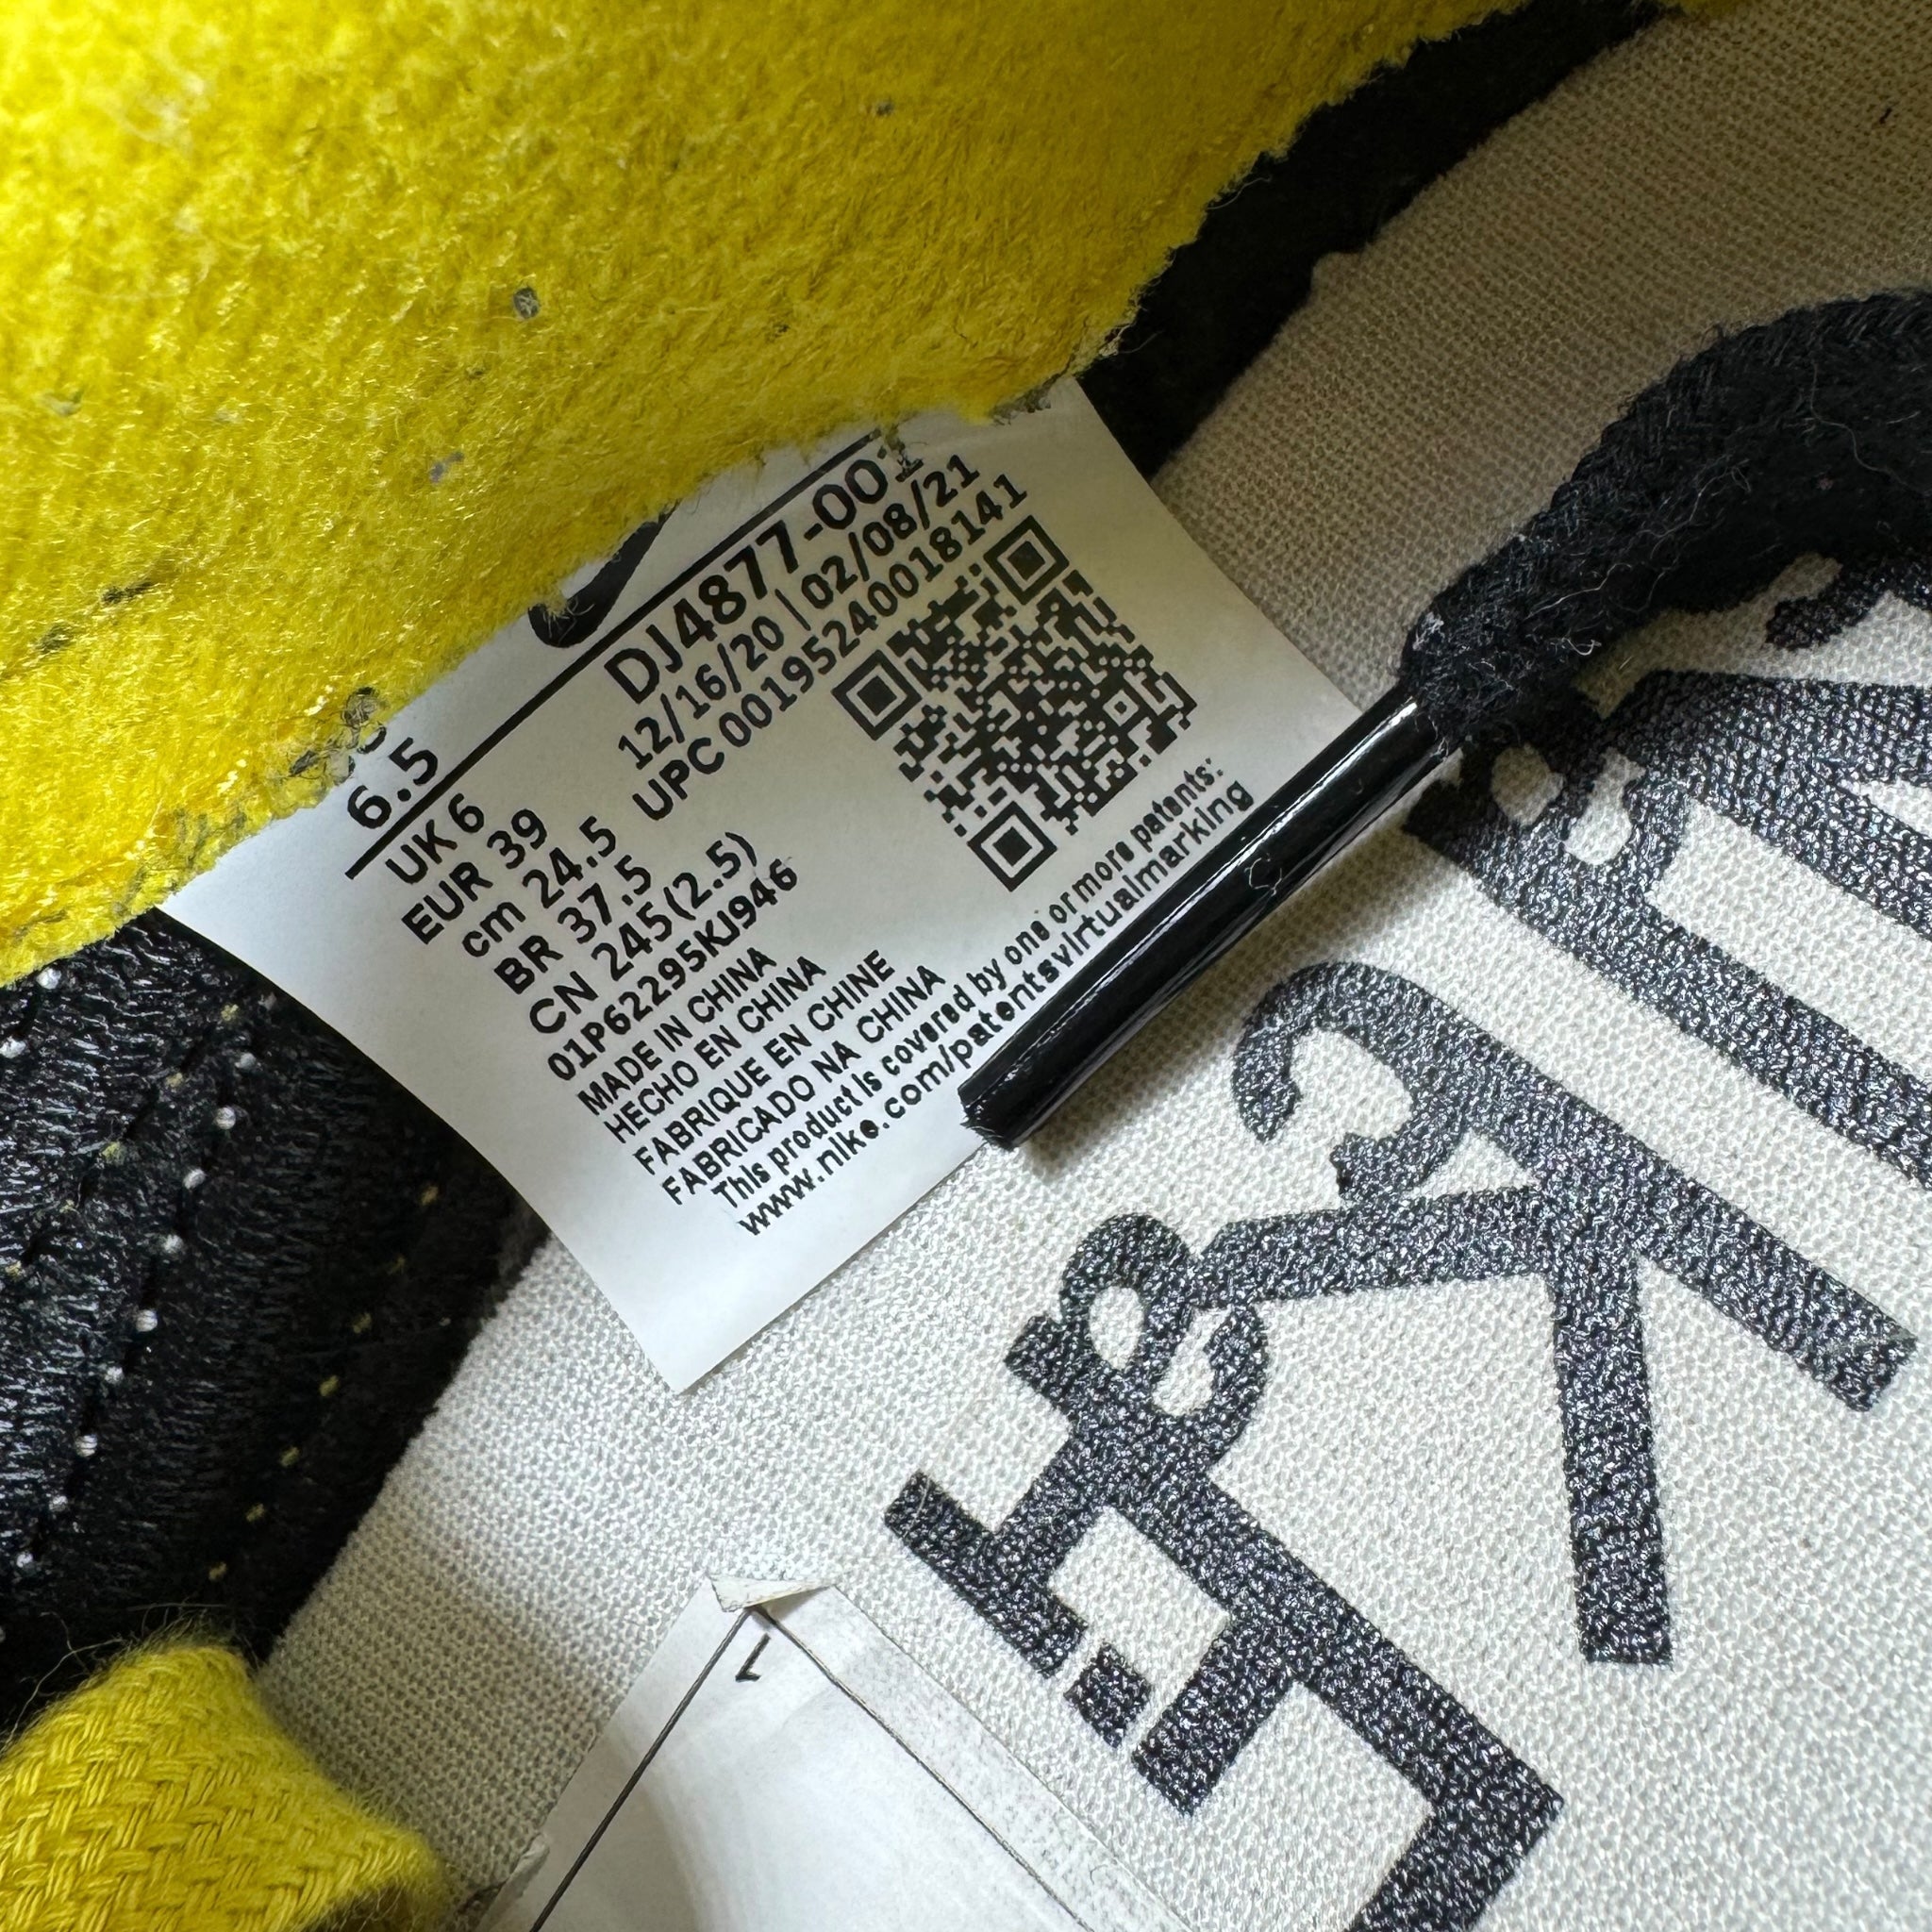 6.5
DJ4877-001
UK 6
12/16/20 | 02/08/21
EUR 39
UPC 00195240018141
cm 24.5
BR 37.5
CN 245(2.5)
01P62295KJ946
MADE IN CHINA
HECHO EN CHINA
FABRIQUE EN CHINE
FABRICADO NA CHINA
This product is covered by one or more patents:
www.nike.com/patentsvirtualmarking